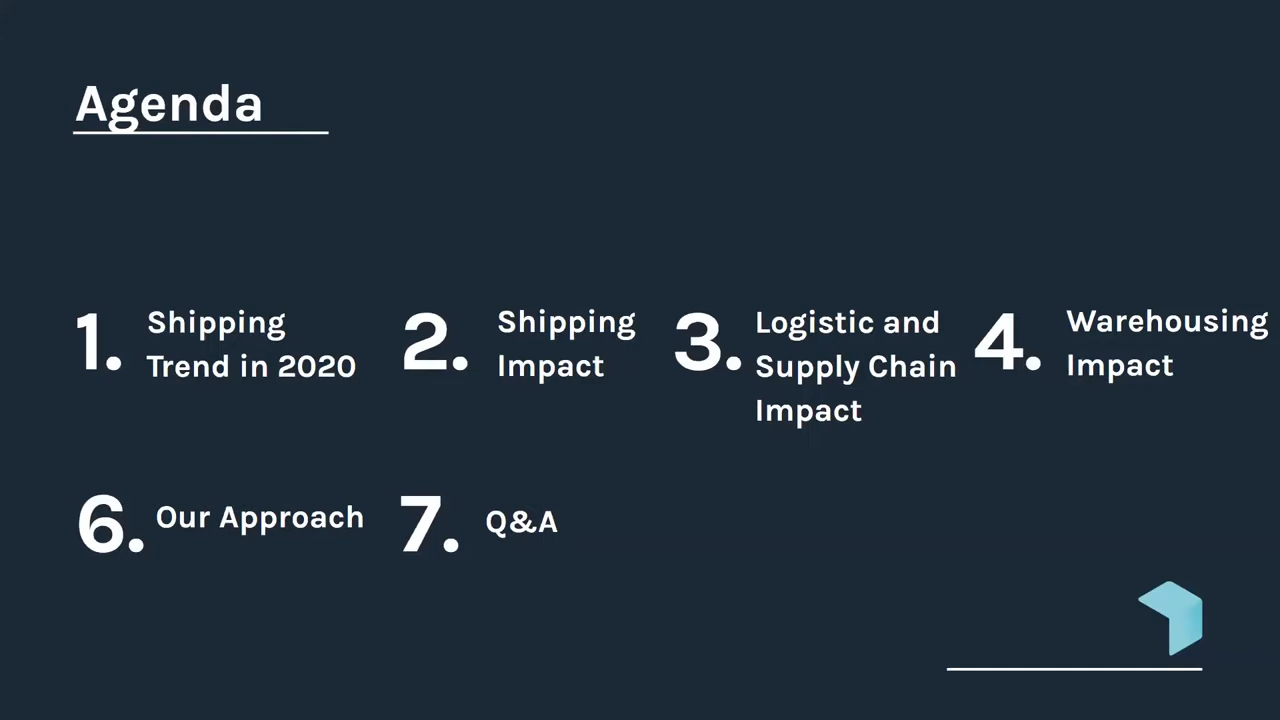 Agenda
1. Shipping
Trend in 2020
2. Shipping
Impact
3. Logistic and
Supply Chain
Impact
4. Warehousing
Impact
6. Our Approach
7. Q&A